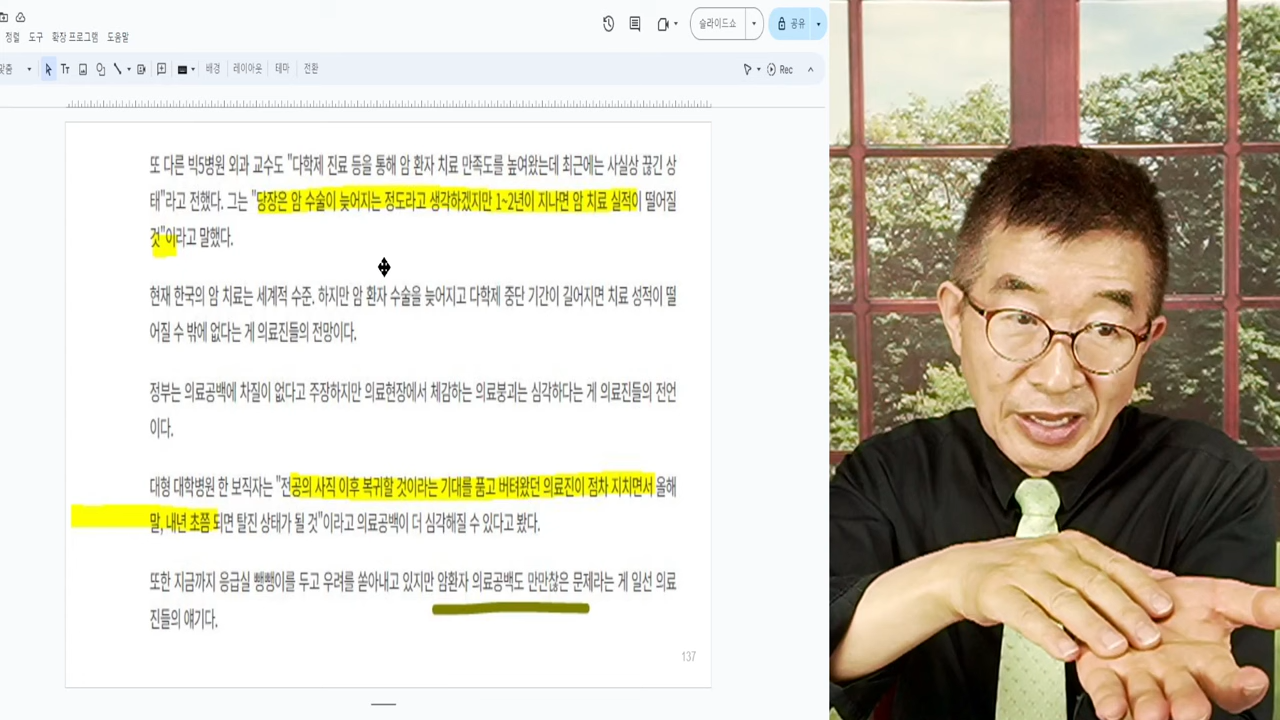 정렬 도구 확장 프로그램 도움말
슬라이드쇼
공유
맞춤
배경 레이아웃 테마 전환
Rec
또 다른 빅5병원 외과 교수도 "다학제 진료 등을 통해 암 환자 치료 만족도를 높여왔는데 최근에는 사실상 끊긴 상
태"라고 전했다. 그는 "당장은 암 수술이 늦어지는 정도라고 생각하겠지만 1~2년이 지나면 암 치료 실적이 떨어질
것"이라고 말했다.
현재 한국의 암 치료는 세계적 수준. 하지만 암 환자 수술을 늦어지고 다학제 중단 기간이 길어지면 치료 성적이 떨
어질 수 밖에 없다는 게 의료진들의 전망이다.
정부는 의료공백에 차질이 없다고 주장하지만 의료현장에서 체감하는 의료붕괴는 심각하다는 게 의료진들의 전언
이다.
대형 대학병원 한 보직자는 "전공의 사직 이후 복귀할 것이라는 기대를 품고 버텨왔던 의료진이 점차 지치면서 올해
말, 내년 초쯤 되면 탈진 상태가 될 것"이라고 의료공백이 더 심각해질 수 있다고 봤다.
또한 지금까지 응급실 뺑뺑이를 두고 우려를 쏟아내고 있지만 암환자 의료공백도 만만찮은 문제라는 게 일선 의료
진들의 얘기다.
137